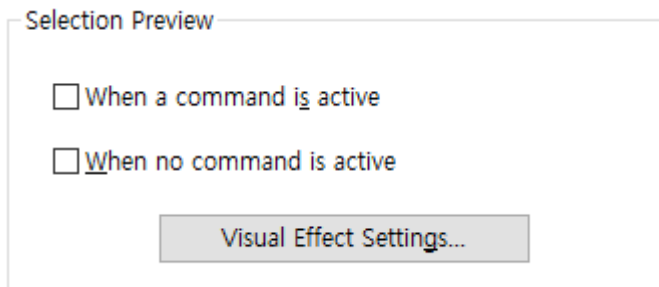 Selection Preview
When a command is active
When no command is active
Visual Effect Settings...